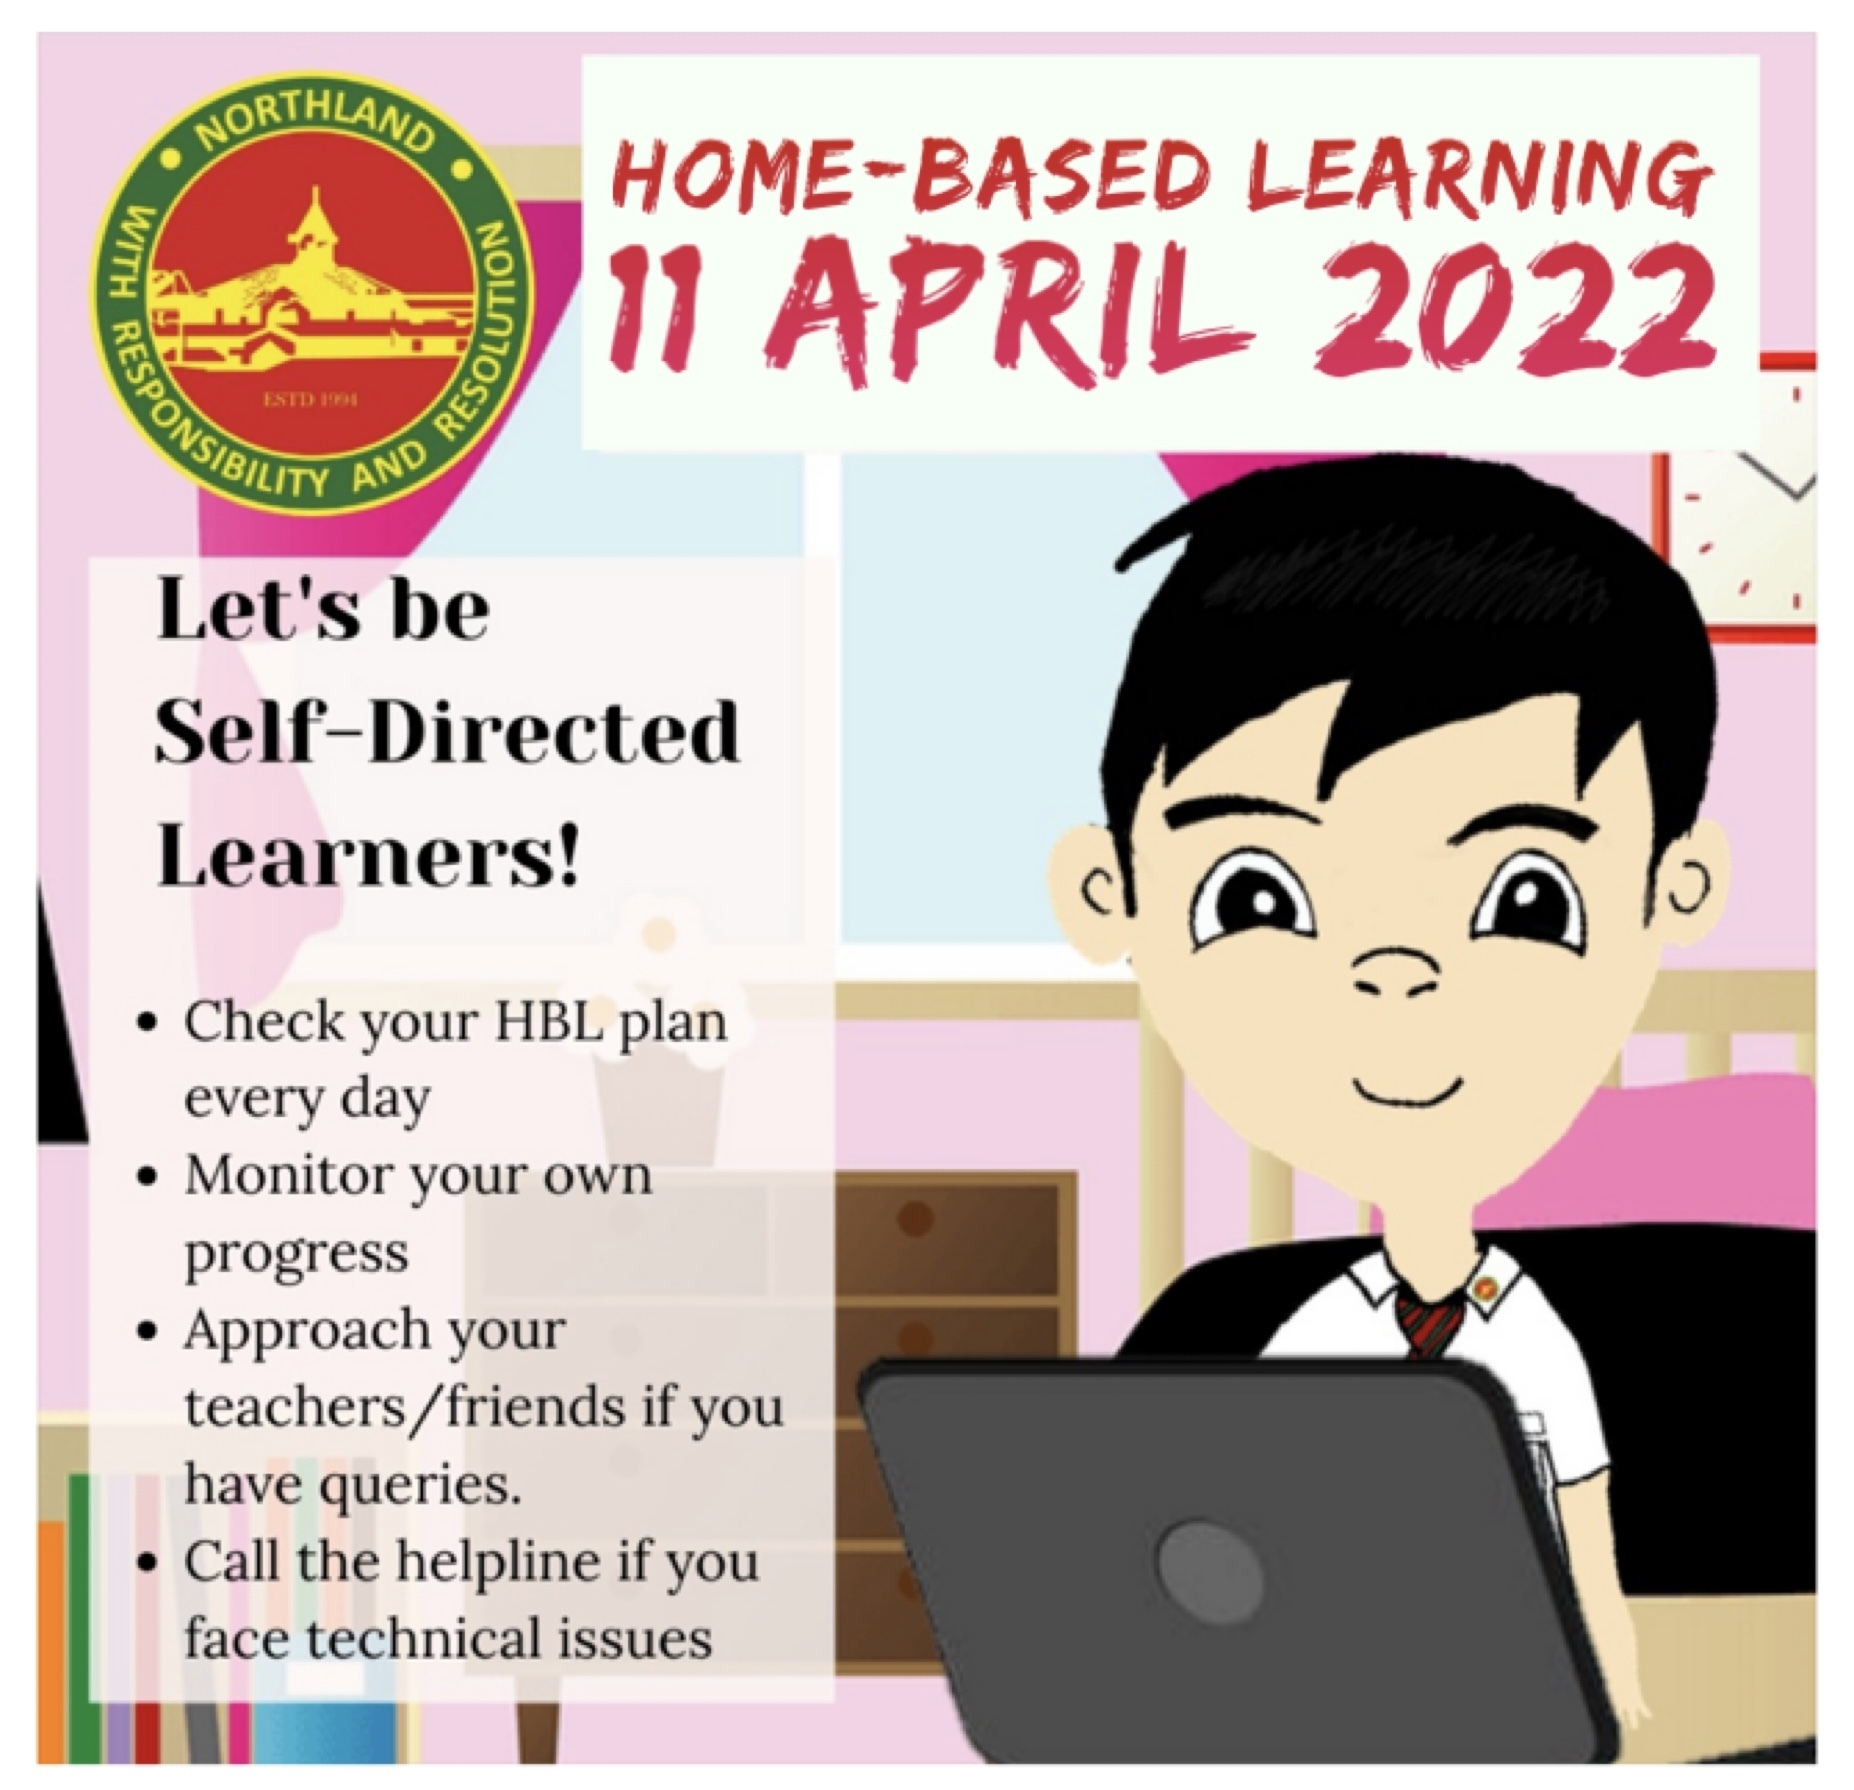 NORTHLAND
WITH RESPONSIBILITY AND RESOLUTION
ESTD 1994
HOME-BASED LEARNING
11 APRIL 2022
Let's be
Self-Directed
Learners!
• Check your HBL plan
every day
• Monitor your own
progress
• Approach your
teachers/friends if you
have queries.
• Call the helpline if you
face technical issues